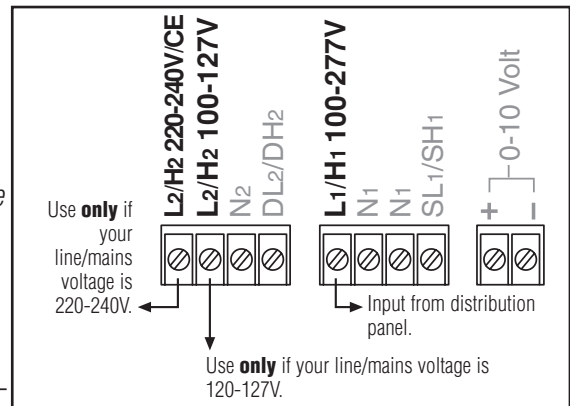 L2/H2 220-240V/CE
L2/H2 100-127V
N2
DL2/DH2
L1/H1 100-277V
N1
N1
SL1/SH1
+
−
0-10 Volt
Use only if
your
line/mains
voltage is
220-240V.
Input from distribution
panel.
Use only if your line/mains voltage is
120-127V.